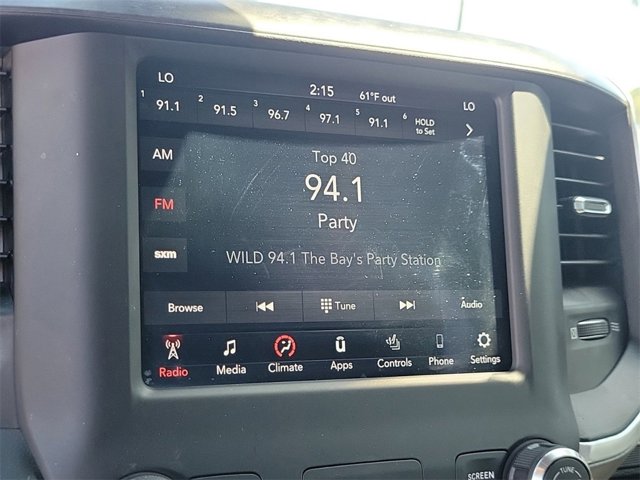 LO 2:15 61°F out LO
1 91.1 2 91.5 3 96.7 4 97.1 5 91.1 6 HOLD to Set
AM
FM
sxm
Top 40
94.1
Party
WILD 94.1 The Bay's Party Station
Browse Tune Audio
Radio Media Climate Apps Controls Phone Settings
SCREEN TUNE